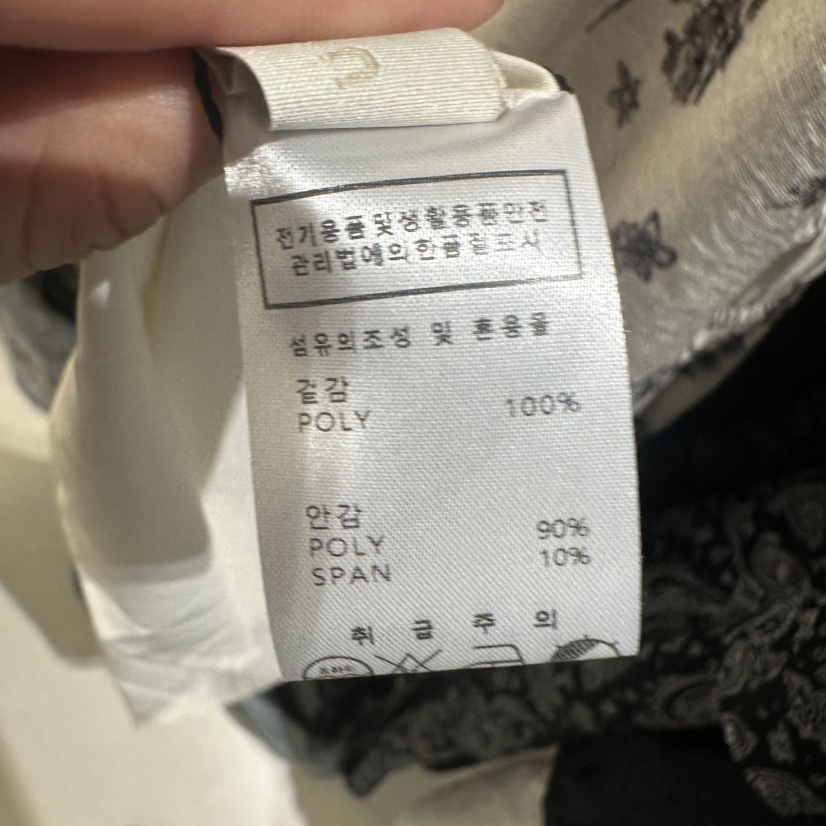 전기용품및생활용품안전
관리법에의한품질표시
섬유의조성 및 혼용율
겉감
POLY 100%
안감
POLY 90%
SPAN 10%
취 급 주 의